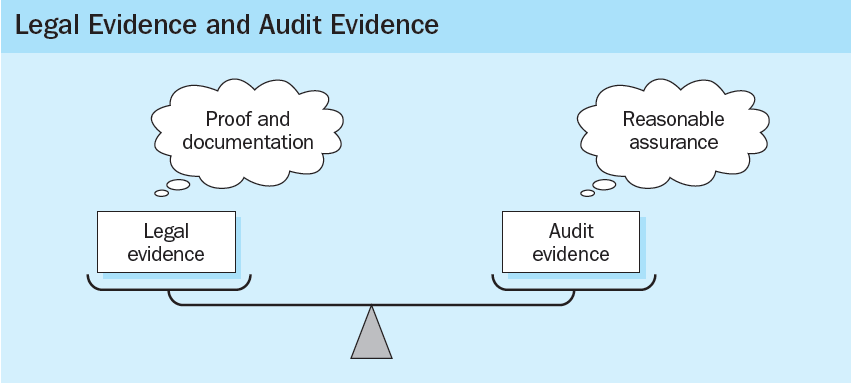 Legal Evidence and Audit Evidence
Proof and
documentation
Reasonable
assurance
Legal
evidence
Audit
evidence